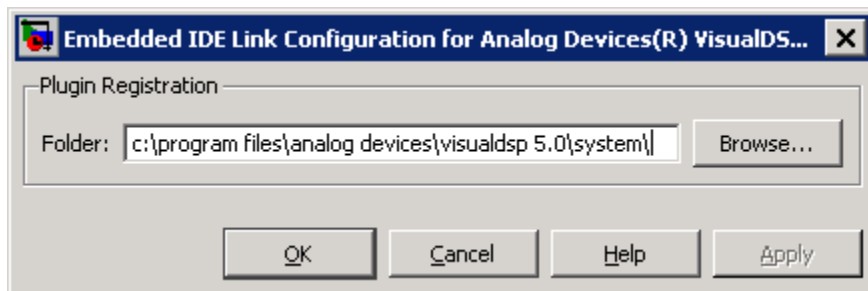 Embedded IDE Link Configuration for Analog Devices(R) VisualDS...
Plugin Registration
Folder: c:\program files\analog devices\visualdsp 5.0\system\ Browse...
OK Cancel Help Apply